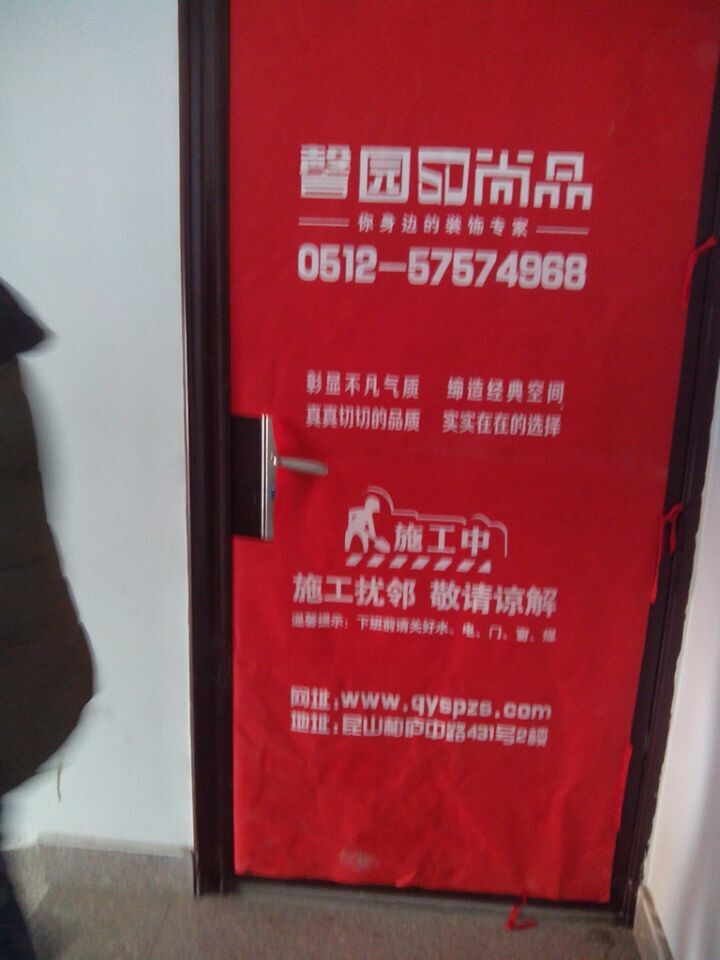 馨园印尚品
你身边的装饰专家
0512-57574968
彰显不凡气质 缔造经典空间
真真切切的品质 实实在在的选择
施工中
施工扰邻 敬请谅解
温馨提示：下班前请关好水、电、门、窗、煤
网址：www.qyspzs.com
地址：昆山柏庐中路431号2楼